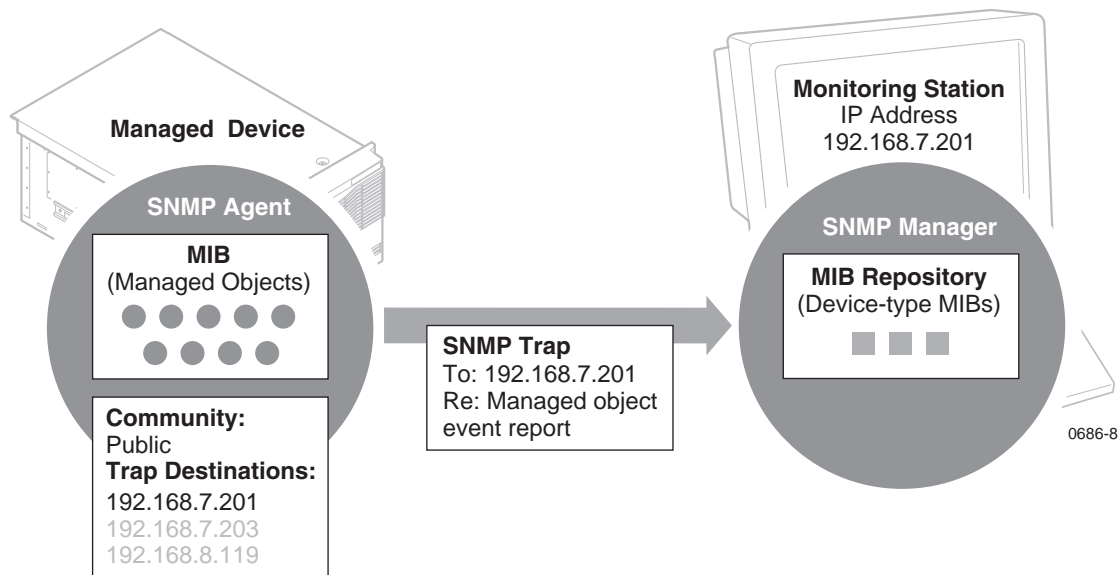 Managed Device
SNMP Agent
MIB
(Managed Objects)
Community:
Public
Trap Destinations:
192.168.7.201
192.168.7.203
192.168.8.119
SNMP Trap
To: 192.168.7.201
Re: Managed object
event report
Monitoring Station
IP Address
192.168.7.201
SNMP Manager
MIB Repository
(Device-type MIBs)
0686-8